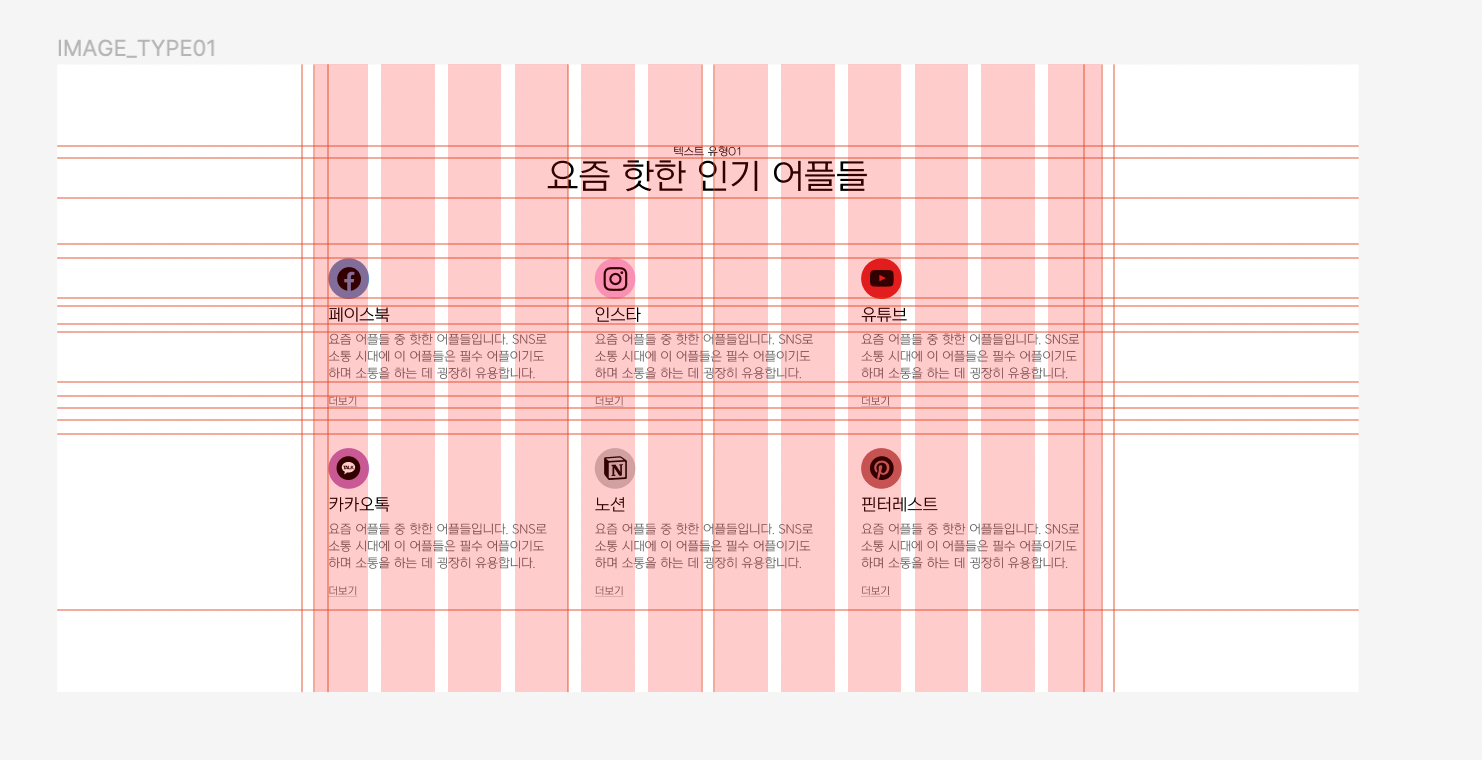 IMAGE_TYPE01
텍스트 유형01
요즘 핫한 인기 어플들
페이스북
요즘 어플들 중 핫한 어플들입니다. SNS로
소통 시대에 이 어플들은 필수 어플이기도
하며 소통을 하는 데 굉장히 유용합니다.
더보기
인스타
요즘 어플들 중 핫한 어플들입니다. SNS로
소통 시대에 이 어플들은 필수 어플이기도
하며 소통을 하는 데 굉장히 유용합니다.
더보기
유튜브
요즘 어플들 중 핫한 어플들입니다. SNS로
소통 시대에 이 어플들은 필수 어플이기도
하며 소통을 하는 데 굉장히 유용합니다.
더보기
TALK
카카오톡
요즘 어플들 중 핫한 어플들입니다. SNS로
소통 시대에 이 어플들은 필수 어플이기도
하며 소통을 하는 데 굉장히 유용합니다.
더보기
N
노션
요즘 어플들 중 핫한 어플들입니다. SNS로
소통 시대에 이 어플들은 필수 어플이기도
하며 소통을 하는 데 굉장히 유용합니다.
더보기
핀터레스트
요즘 어플들 중 핫한 어플들입니다. SNS로
소통 시대에 이 어플들은 필수 어플이기도
하며 소통을 하는 데 굉장히 유용합니다.
더보기